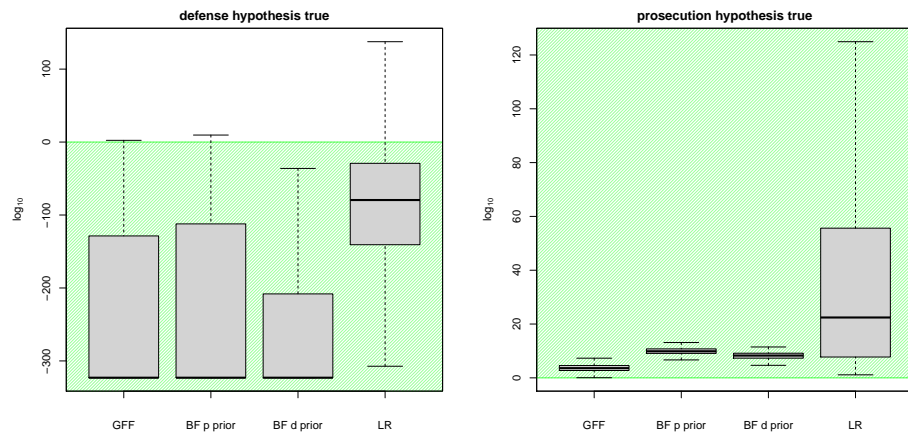 defense hypothesis true
log10
100
0
−100
−200
−300
GFF BF p prior BF d prior LR
prosecution hypothesis true
log10
120
100
80
60
40
20
0
GFF BF p prior BF d prior LR